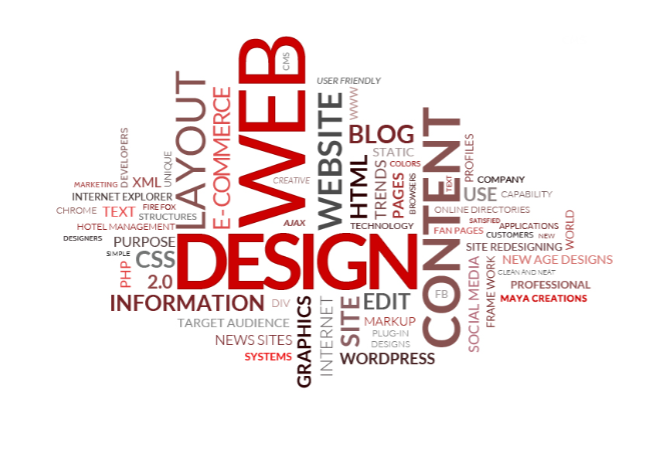 WEB
CMS
USER FRIENDLY
LAYOUT
E-COMMERCE
WEBSITE
WWW
BLOG
STATIC
COLORS
CONTENT
PROFILES
DEVELOPERS
UNIQUE
CREATIVE
HTML
TRENDS
PAGES
BROWSERS
TEXT
COMPANY
MARKETING
XML
USE
CAPABILITY
INTERNET EXPLORER
CHROME
TEXT
FIRE FOX
STRUCTURES
ONLINE DIRECTORIES
WORLD
HOTEL MANAGEMENT
AJAX
TECHNOLOGY
SATISFIED
FAN PAGES
APPLICATIONS
DESIGNERS
PURPOSE
DESIGN
CUSTOMERS
NEW
SITE REDESIGNING
SIMPLE
CSS
NEW AGE DESIGNS
PHP
2.0
SOCIAL MEDIA
FRAME WORK
CLEAN AND NEAT
PROFESSIONAL
INFORMATION
DIV
GRAPHICS
INTERNET
SITE
EDIT
FB
MAYA CREATIONS
TARGET AUDIENCE
MARKUP
NEWS SITES
PLUG-IN
DESIGNS
SYSTEMS
WORDPRESS